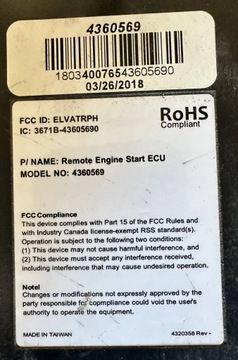 4360569
180340076543605690
03/26/2018
FCC ID: ELVATRPH
IC: 3671B-43605690
RoHS
Compliant
P/ NAME: Remote Engine Start ECU
MODEL NO: 4360569
FCC Compliance
This device complies with Part 15 of the FCC Rules and
with Industry Canada license-exempt RSS standard(s).
Operation is subject to the following two conditions:
(1) This device may not cause harmful interference, and
(2) This device must accept any interference received,
including interference that may cause undesired operation.
Note!
Changes or modifications not expressly approved by the
party responsible for compliance could void the user's
authority to operate the equipment.
MADE IN TAIWAN
4320358 Rev -